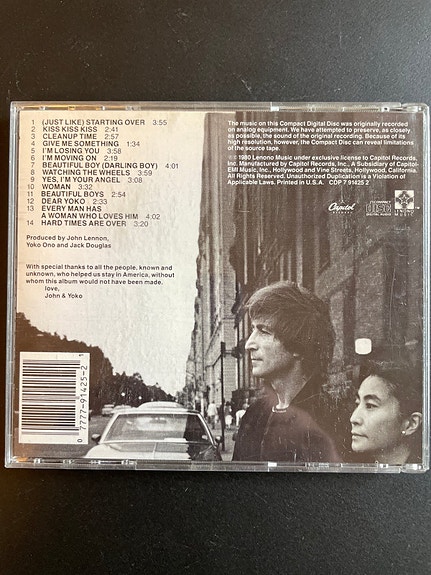 1 (JUST LIKE) STARTING OVER 3:55
2 KISS KISS KISS 2:41
3 CLEANUP TIME 2:57
4 GIVE ME SOMETHING 1:34
5 I'M LOSING YOU 3:58
6 I'M MOVING ON 2:19
7 BEAUTIFUL BOY (DARLING BOY) 4:01
8 WATCHING THE WHEELS 3:59
9 YES, I'M YOUR ANGEL 3:08
10 WOMAN 3:32
11 BEAUTIFUL BOYS 2:54
12 DEAR YOKO 2:33
13 EVERY MAN HAS
A WOMAN WHO LOVES HIM 4:02
14 HARD TIMES ARE OVER 3:20
Produced by John Lennon,
Yoko Ono and Jack Douglas
With special thanks to all the people, known and
unknown, who helped us stay in America, without
whom this album would not have been made.
love,
John & Yoko
The music on this Compact Digital Disc was originally recorded
on analog equipment. We have attempted to preserve, as closely
as possible, the sound of the original recording. Because of its
high resolution, however, the Compact Disc can reveal limitations
of the source tape.
℗ © 1980 Lenono Music under exclusive license to Capitol Records,
Inc. Manufactured by Capitol Records, Inc., A Subsidiary of Capitol-
EMI Music, Inc., Hollywood and Vine Streets, Hollywood, California.
All Rights Reserved. Unauthorized Duplication is a Violation of
Applicable Laws. Printed in U.S.A. CDP 7 91425 2
Capitol
COMPACT
disc
DIGITAL AUDIO
LENONO
MUSIC
0 7777-91425-2 1